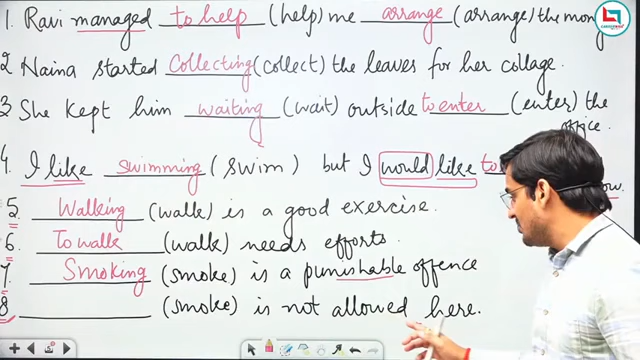 1. Ravi managed to help (help) me arrange (arrange) the
2 Naina started Collecting (collect) the leaves for her collage.
3 She kept him waiting (wait) outside to enter (enter) the office.
4. I like swimming (swim) but I would like to
5. Walking (walk) is a good exercise.
6. To walk (walk) needs efforts.
7. Smoking (smoke) is a punishable offence
8 (smoke) is not allowed here.